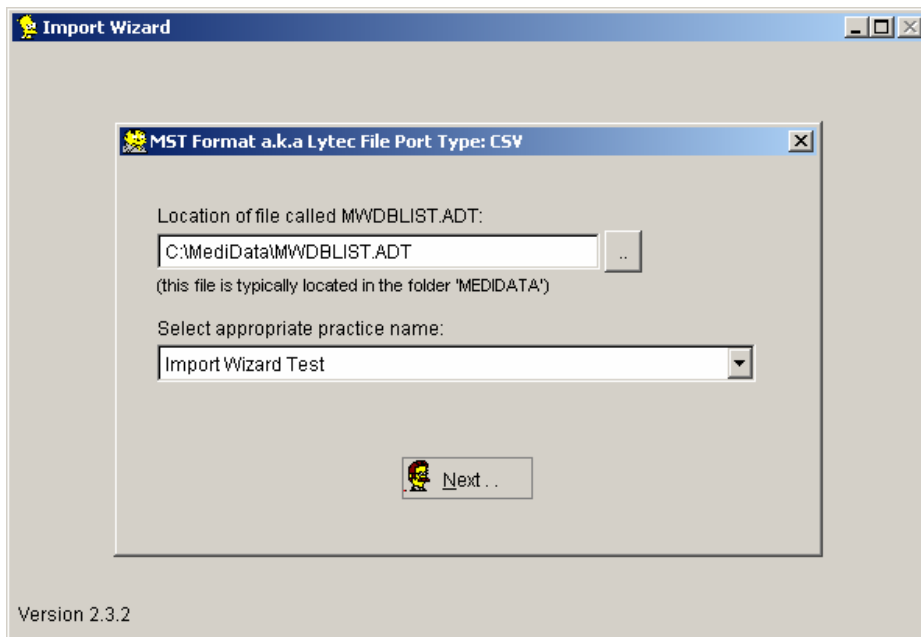 Import Wizard
MST Format a.k.a Lytec File Port Type: CSV
Location of file called MWDBLIST.ADT:
C:\MediData\MWDBLIST.ADT
..
(this file is typically located in the folder 'MEDIDATA')
Select appropriate practice name:
Import Wizard Test
Next . .
Version 2.3.2